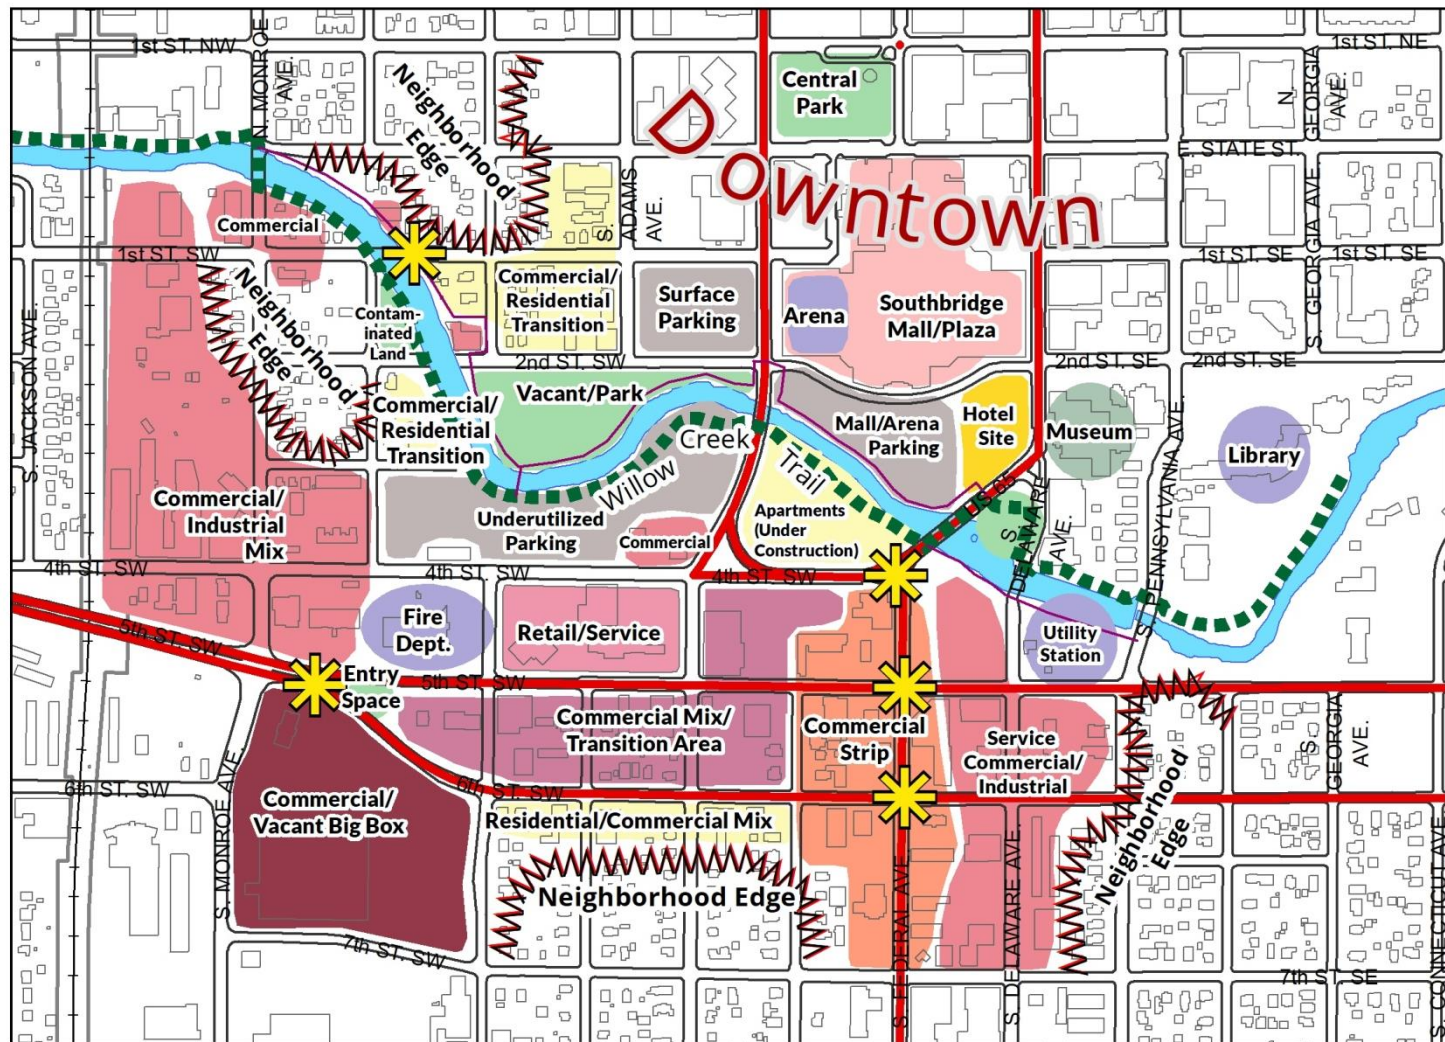 1st ST. NW
N. MONROE
AVE.
Neighborhood
Edge
Central
Park
Downtown
N.
GEORGIA
AVE.
1st ST. NE
E. STATE ST.
Commercial
S.
ADAMS
AVE.
S. GEORGIA AVE.
1st ST. SW
1st ST. SE
1st ST. SE
Neighborhood
Edge
Contam-
inated
Land
Commercial/
Residential
Transition
Surface
Parking
Arena
Southbridge
Mall/Plaza
S. JACKSON AVE.
2nd ST. SW
2nd ST. SE
2nd ST. SE
Vacant/Park
Commercial/
Residential
Transition
Mall/Arena
Parking
Hotel
Site
Museum
Library
S. PENNSYLVANIA AVE.
Willow
Creek
Trail
US 65
Commercial/
Industrial
Mix
Underutilized
Parking
Commercial
Apartments
(Under
Construction)
S.
DELAWARE
AVE.
4th ST. SW
4th ST. SW
4th ST. SW
5th ST. SW
Fire
Dept.
Retail/Service
Utility
Station
Entry
Space
5th ST. SW
Commercial Mix/
Transition Area
Commercial
Strip
Service
Commercial/
Industrial
Neighborhood
Edge
S.
GEORGIA
AVE.
6th ST. SW
S. MONROE AVE.
Commercial/
Vacant Big Box
6th ST. SW
Residential/Commercial Mix
Neighborhood Edge
S. FEDERAL AVE.
S. DELAWARE AVE.
S. CONNECTICUT AVE.
7th ST. SW
7th ST. SE